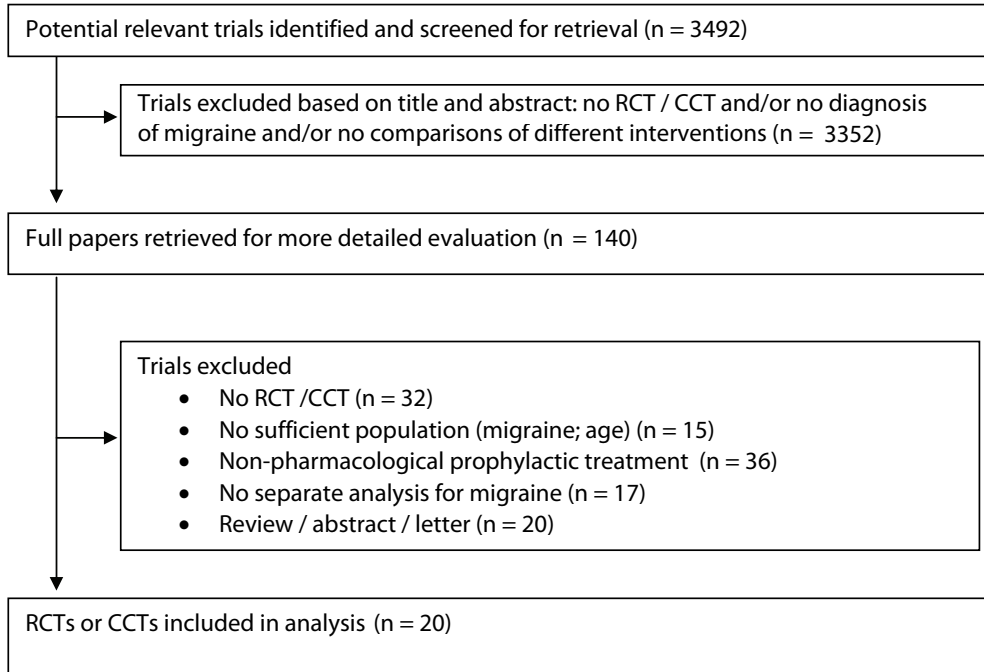 Potential relevant trials identified and screened for retrieval (n = 3492)
Trials excluded based on title and abstract: no RCT / CCT and/or no diagnosis
of migraine and/or no comparisons of different interventions (n = 3352)
Full papers retrieved for more detailed evaluation (n = 140)
Trials excluded
• No RCT /CCT (n = 32)
• No sufficient population (migraine; age) (n = 15)
• Non-pharmacological prophylactic treatment (n = 36)
• No separate analysis for migraine (n = 17)
• Review / abstract / letter (n = 20)
RCTs or CCTs included in analysis (n = 20)